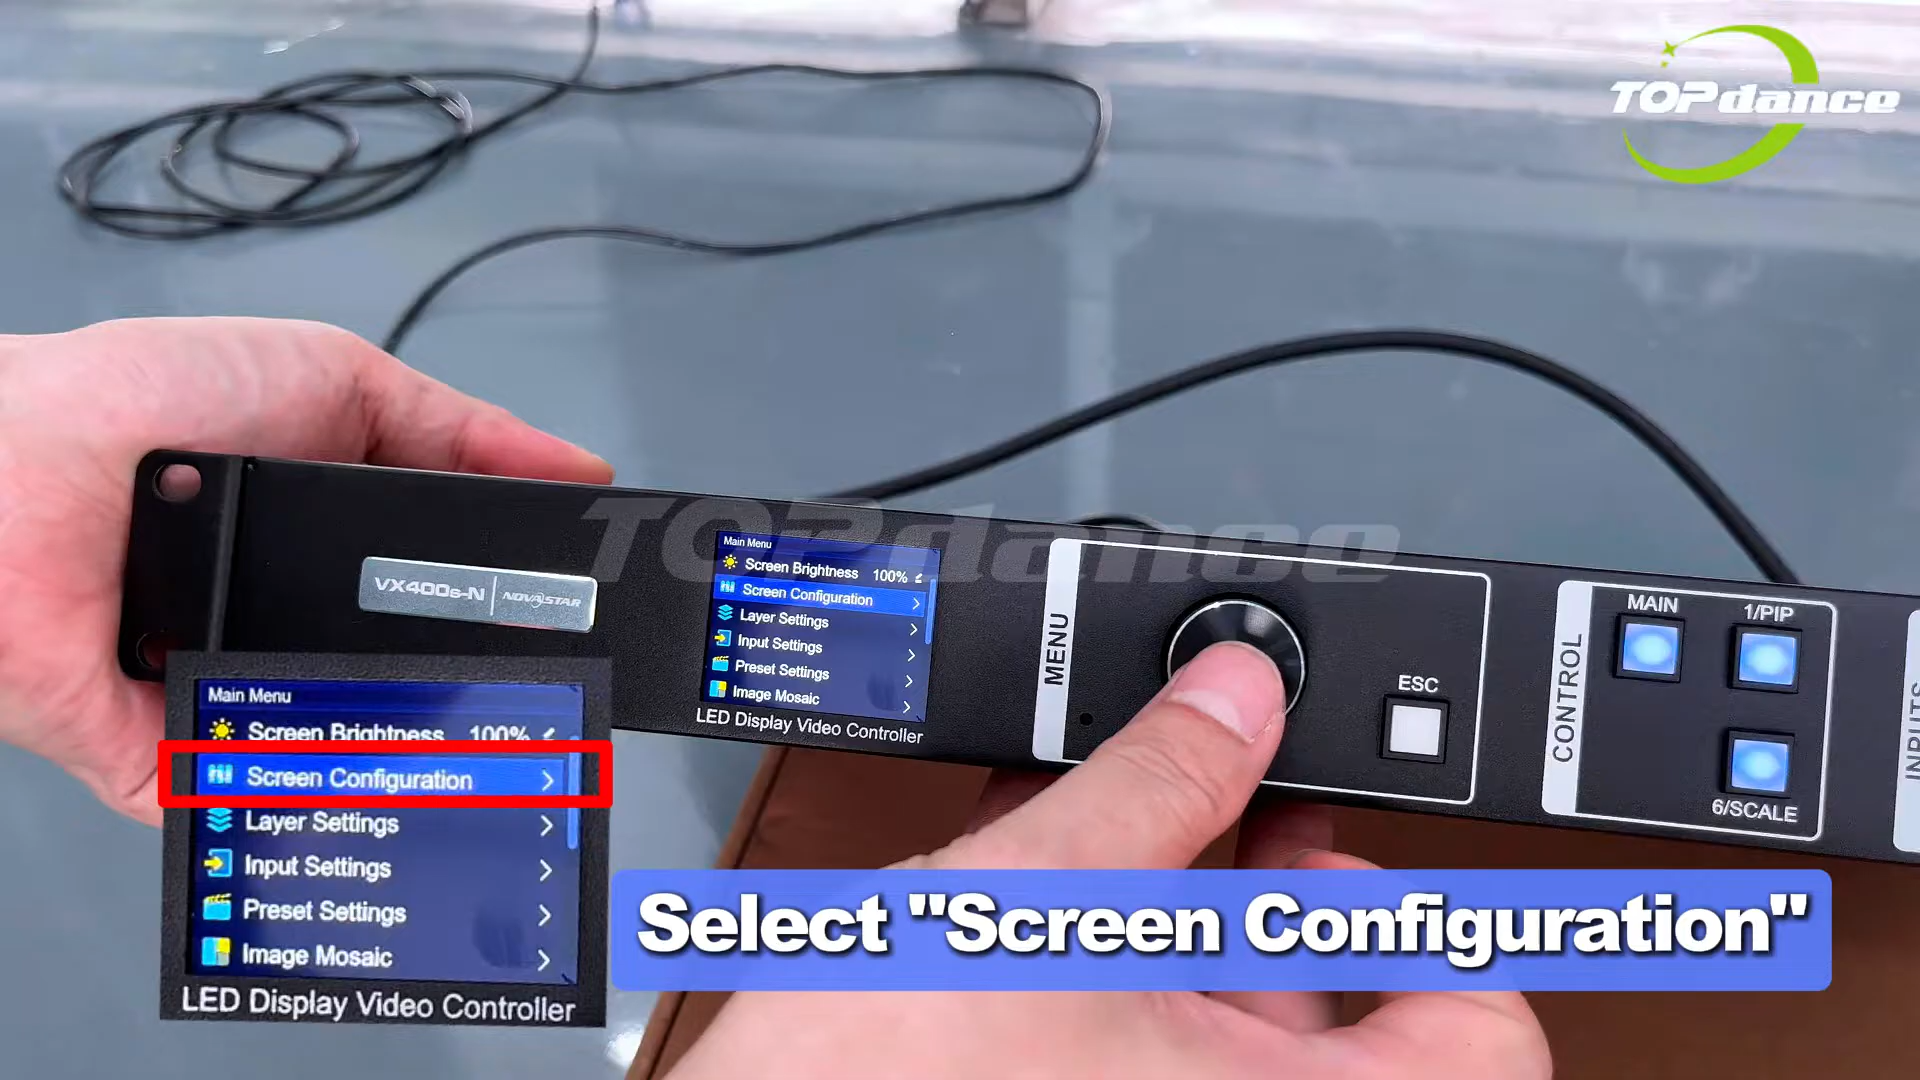 TOPdance
TOPdance
VX400s-N NOVASTAR
Main Menu
Screen Brightness 100%
Screen Configuration
Layer Settings
Input Settings
Preset Settings
Image Mosaic
LED Display Video Controller
MENU
ESC
CONTROL
MAIN
1/PIP
6/SCALE
INPUTS
Main Menu
Screen Brightness 100%
Screen Configuration
Layer Settings
Input Settings
Preset Settings
Image Mosaic
LED Display Video Controller
Select "Screen Configuration"